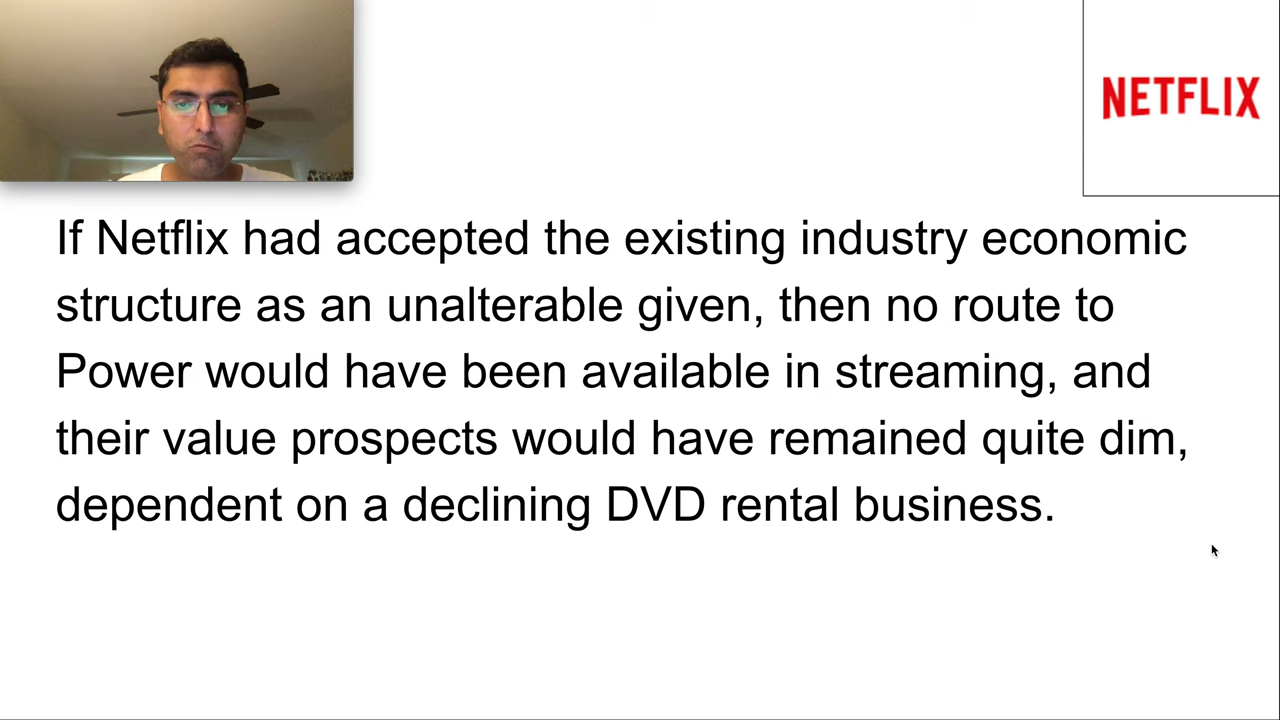 NETFLIX
If Netflix had accepted the existing industry economic
structure as an unalterable given, then no route to
Power would have been available in streaming, and
their value prospects would have remained quite dim,
dependent on a declining DVD rental business.